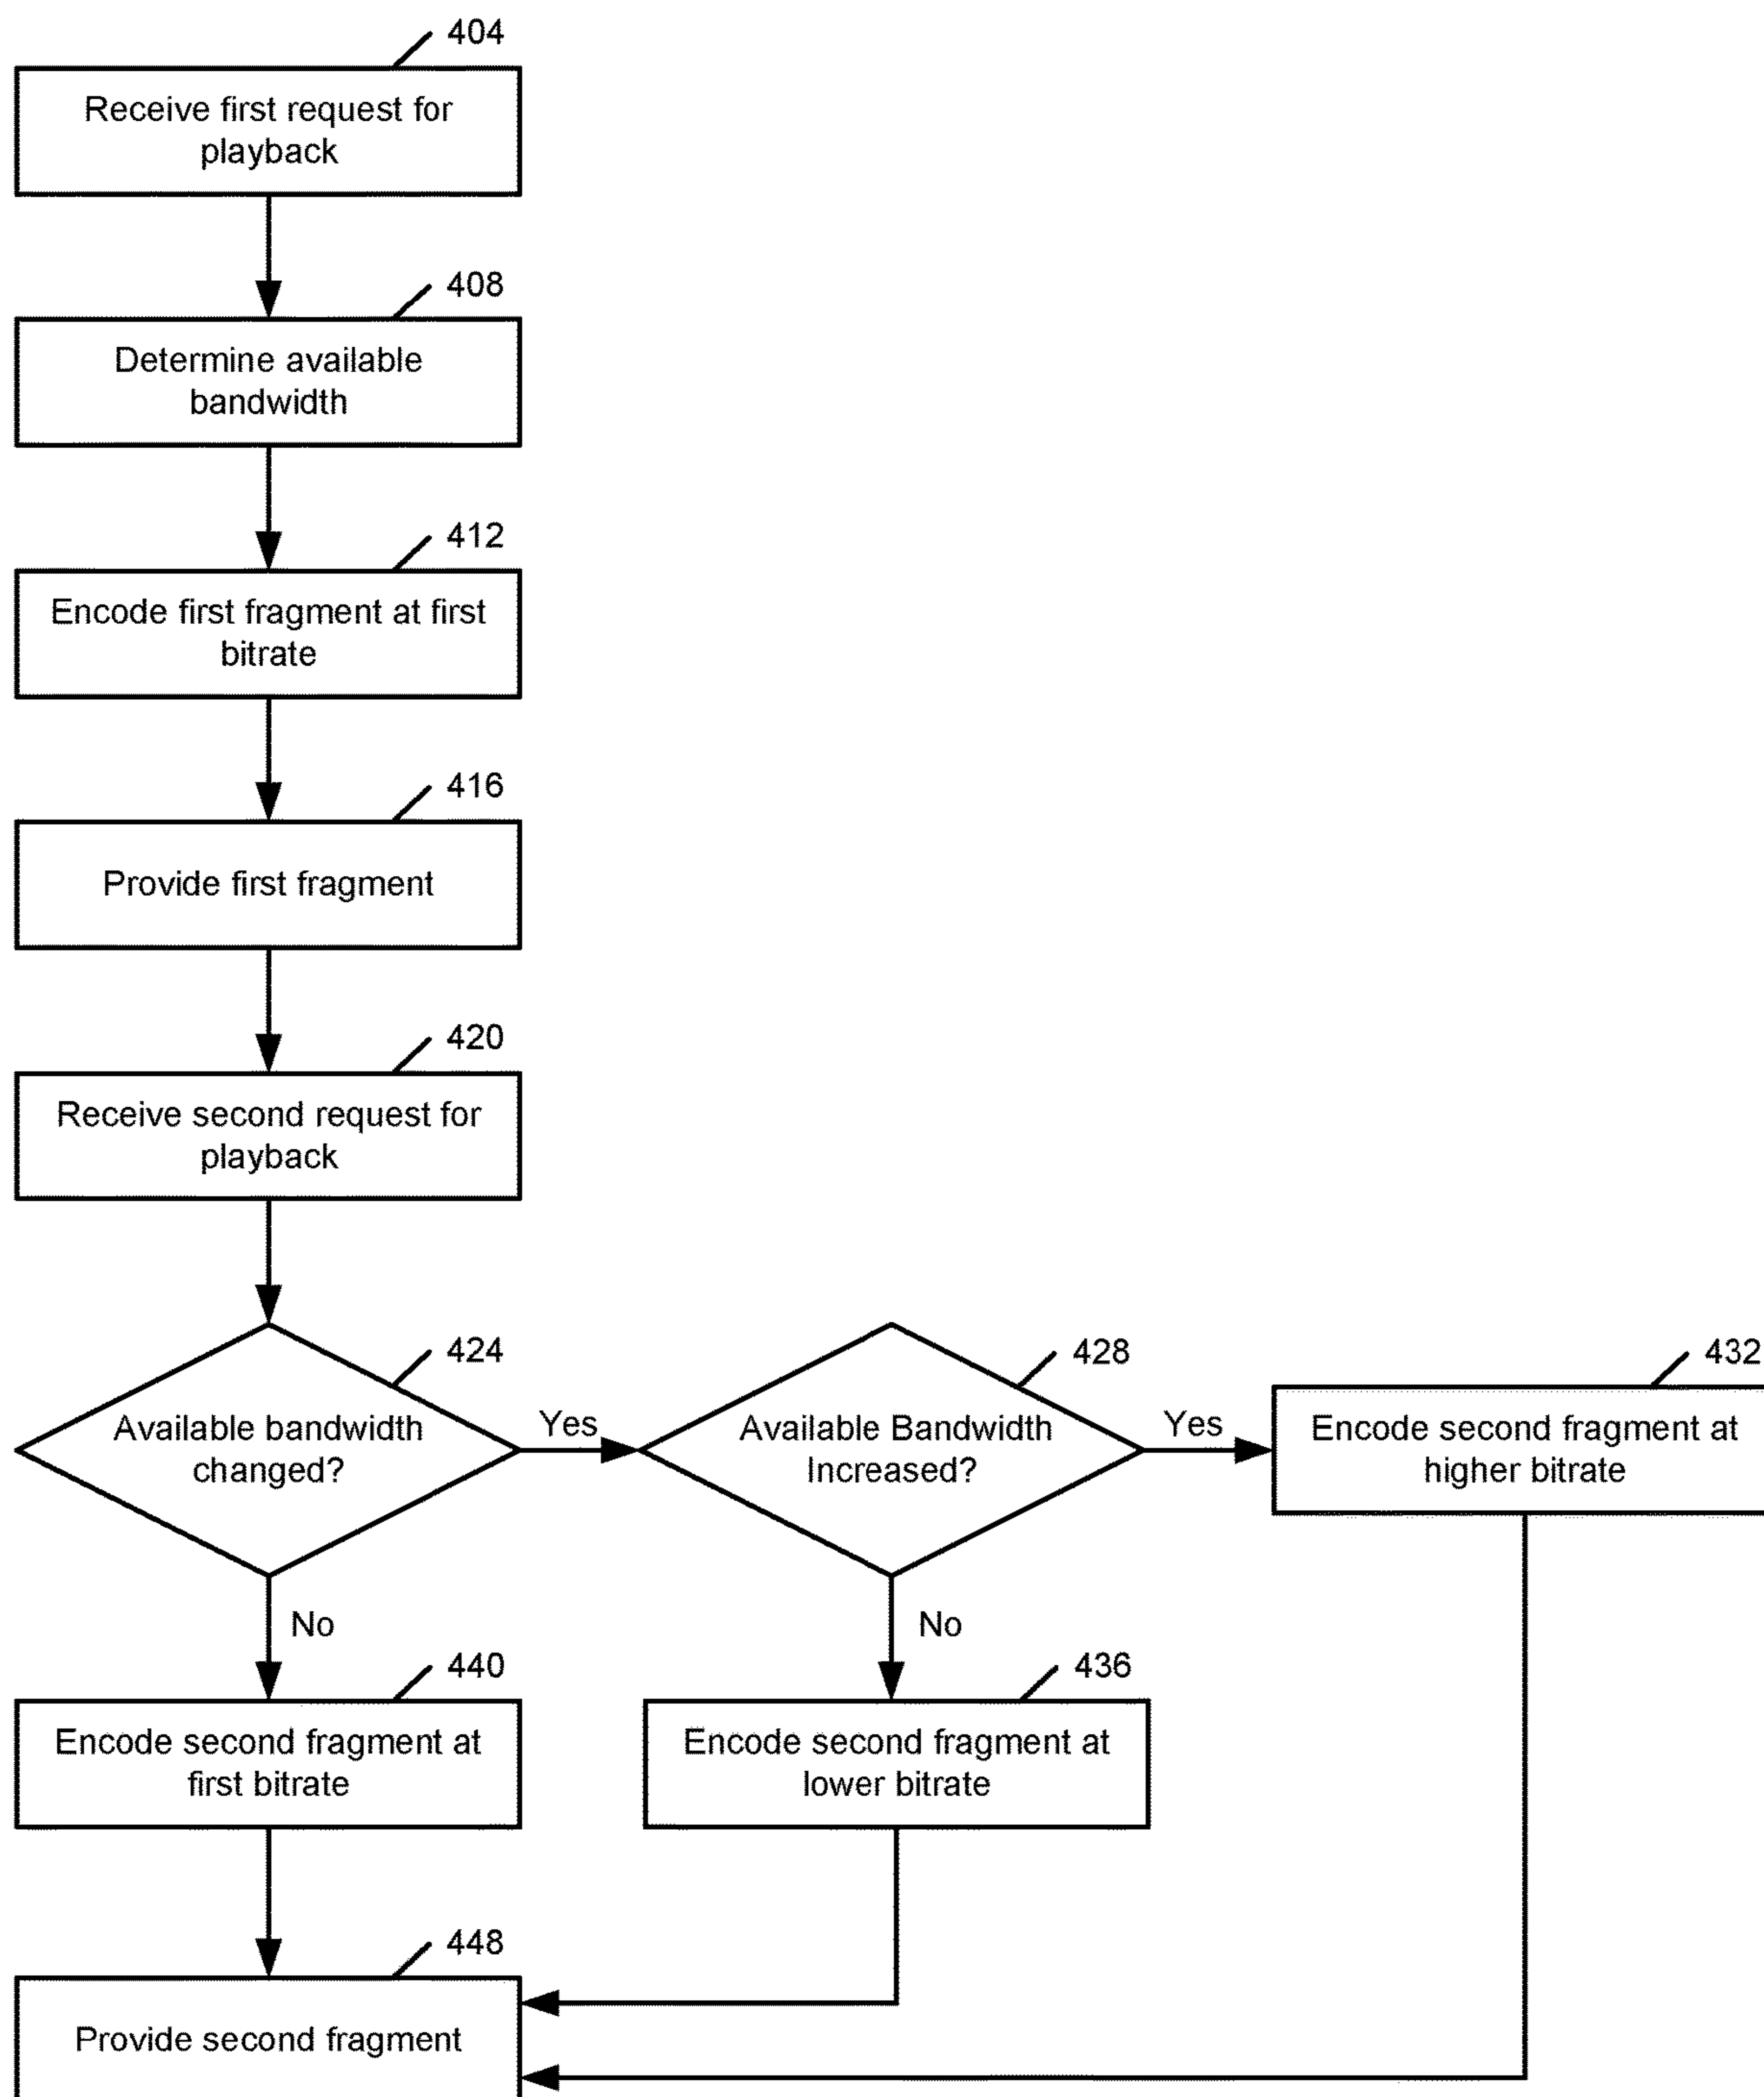 404
Receive first request for
playback
408
Determine available
bandwidth
412
Encode first fragment at first
bitrate
416
Provide first fragment
420
Receive second request for
playback
424
Available bandwidth
changed?
Yes
428
Available Bandwidth
Increased?
Yes
432
Encode second fragment at
higher bitrate
No
No
440
Encode second fragment at
first bitrate
436
Encode second fragment at
lower bitrate
448
Provide second fragment